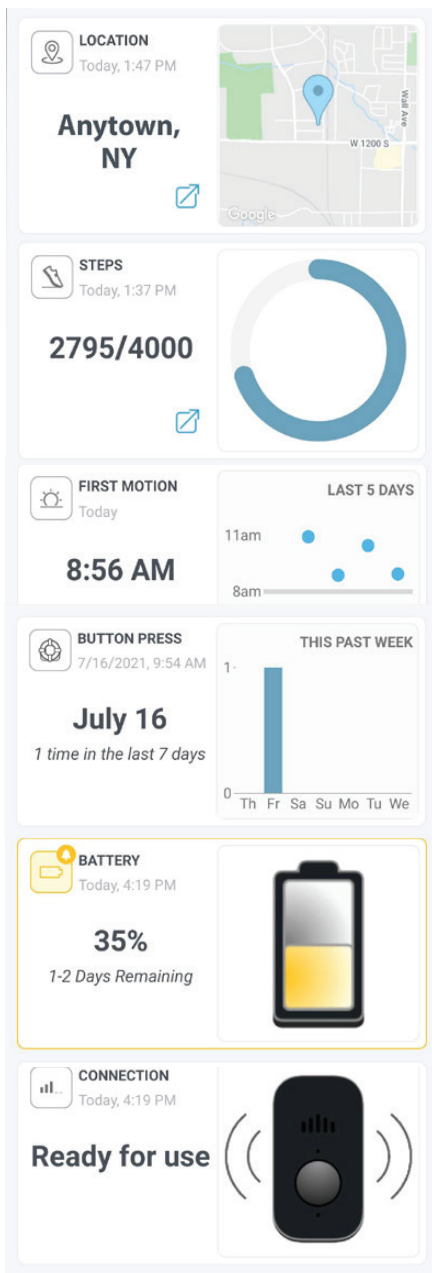 LOCATION
Today, 1:47 PM
Anytown,
NY
Wall Ave
W 1200 S
Google
STEPS
Today, 1:37 PM
2795/4000
FIRST MOTION
Today
8:56 AM
LAST 5 DAYS
11am
8am
BUTTON PRESS
7/16/2021, 9:54 AM
July 16
1 time in the last 7 days
THIS PAST WEEK
1
0
Th Fr Sa Su Mo Tu We
BATTERY
Today, 4:19 PM
35%
1-2 Days Remaining
CONNECTION
Today, 4:19 PM
Ready for use